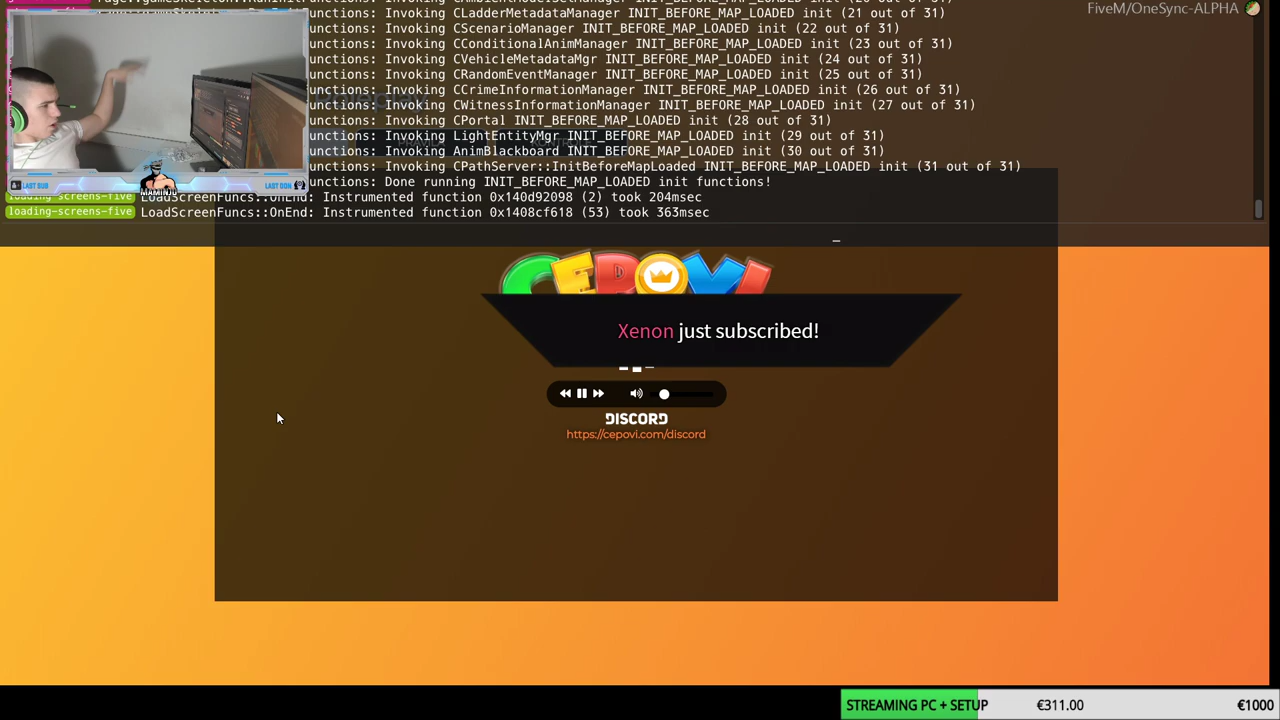 FiveM/OneSync-ALPHA
unctions: Invoking CLadderMetadataManager INIT_BEFORE_MAP_LOADED init (21 out of 31)
unctions: Invoking CScenarioManager INIT_BEFORE_MAP_LOADED init (22 out of 31)
unctions: Invoking CConditionalAnimManager INIT_BEFORE_MAP_LOADED init (23 out of 31)
unctions: Invoking CVehicleMetadataMgr INIT_BEFORE_MAP_LOADED init (24 out of 31)
unctions: Invoking CRandomEventManager INIT_BEFORE_MAP_LOADED init (25 out of 31)
unctions: Invoking CCrimeInformationManager INIT_BEFORE_MAP_LOADED init (26 out of 31)
unctions: Invoking CWitnessInformationManager INIT_BEFORE_MAP_LOADED init (27 out of 31)
unctions: Invoking CPortal INIT_BEFORE_MAP_LOADED init (28 out of 31)
unctions: Invoking LightEntityMgr INIT_BEFORE_MAP_LOADED init (29 out of 31)
unctions: Invoking AnimBlackboard INIT_BEFORE_MAP_LOADED init (30 out of 31)
unctions: Invoking CPathServer::InitBeforeMapLoaded INIT_BEFORE_MAP_LOADED init (31 out of 31)
unctions: Done running INIT_BEFORE_MAP_LOADED init functions!
LAST SUB
MAMINJO
LAST DON
loading-screens-five LoadScreenFuncs::OnEnd: Instrumented function 0x140d92098 (2) took 204msec
loading-screens-five LoadScreenFuncs::OnEnd: Instrumented function 0x1408cf618 (53) took 363msec
CEPOVI
Xenon just subscribed!
DISCORD
https://cepovi.com/discord
STREAMING PC + SETUP €311.00 €1000